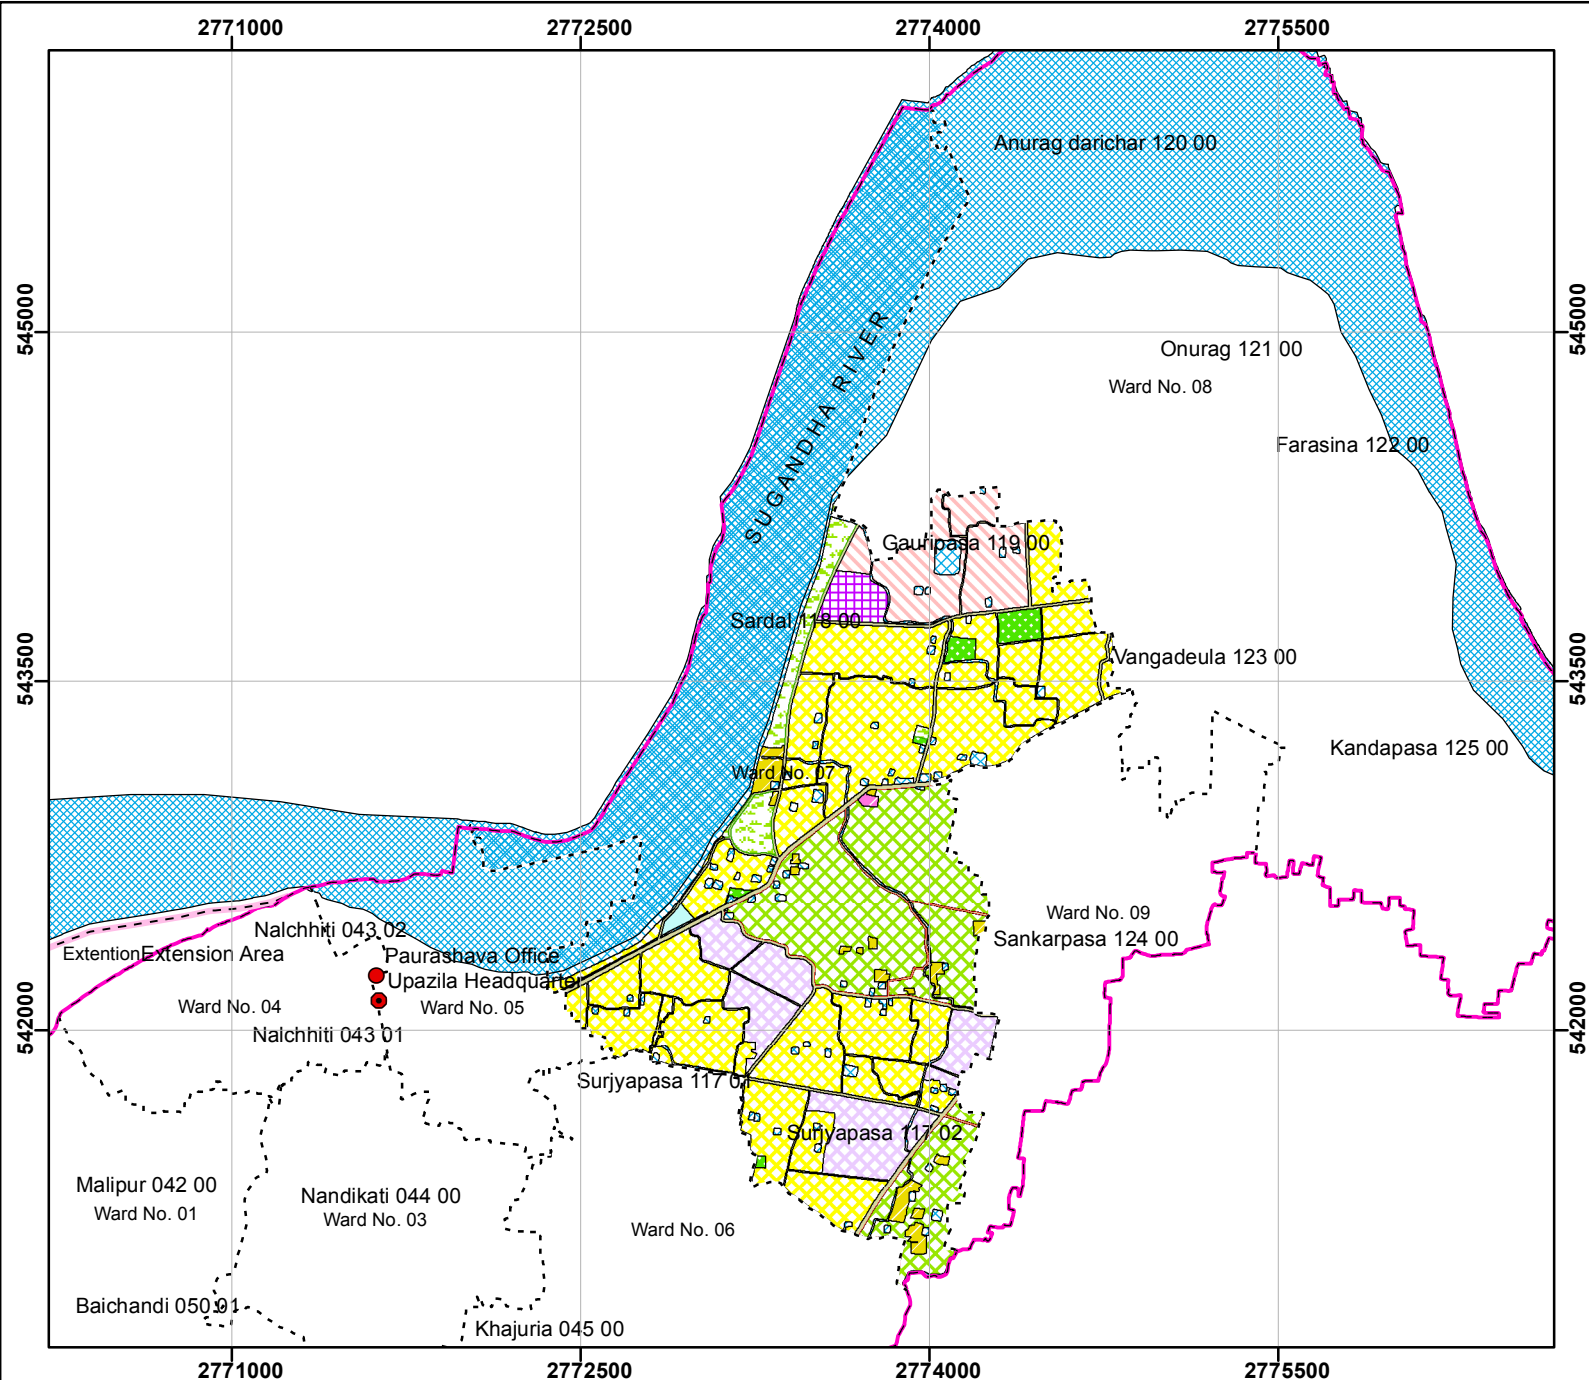 2771000 2772500 2774000 2775500
Anurag darichar 120 00
545000 545000
SUGANDHA RIVER
Onurag 121 00
Ward No. 08
Farasina 122 00
Gauripasa 119 00
Sardal 118 00
543500 543500
Vangadeula 123 00
Kandapasa 125 00
Ward No. 07
Ward No. 09
Nalchhiti 043 02
Sankarpasa 124 00
Extention Extension Area
Paurashava Office
Upazila Headquarter
Ward No. 04
Ward No. 05
542000 542000
Nalchhiti 043 01
Surjyapasa 117 01
Surjyapasa 117 02
Malipur 042 00
Ward No. 01
Nandikati 044 00
Ward No. 03
Ward No. 06
Baichandi 050 01
Khajuria 045 00
2771000 2772500 2774000 2775500